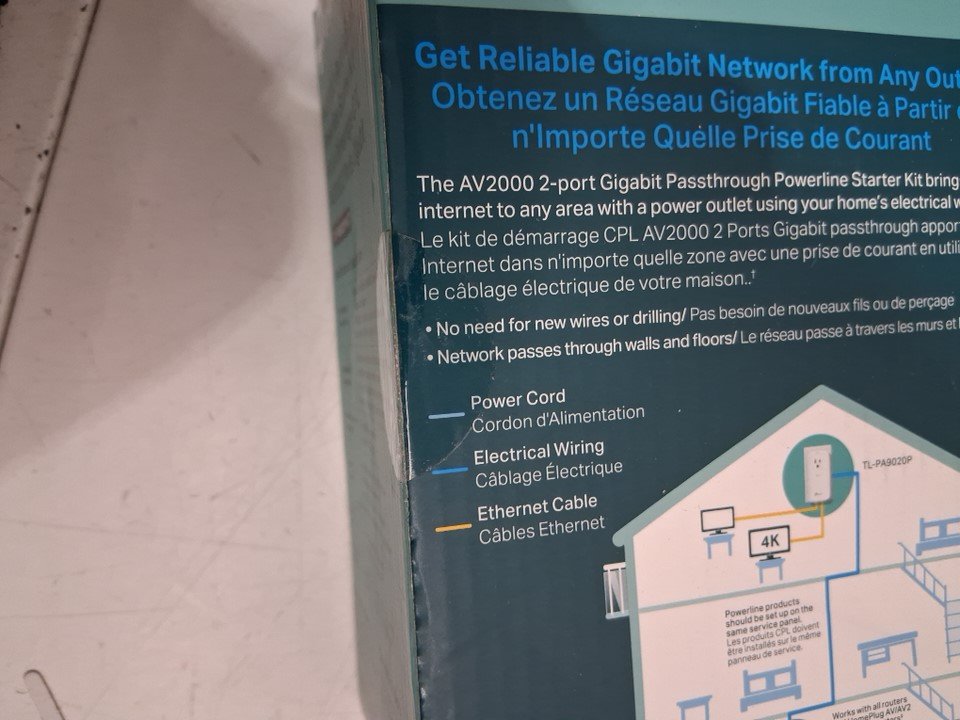 Get Reliable Gigabit Network from Any
Obtenez un Réseau Gigabit Fiable à Partir
n'Importe Quelle Prise de Courant
The AV2000 2-port Gigabit Passthrough Powerline Starter Kit bring
internet to any area with a power outlet using your home's electrical
Le kit de démarrage CPL AV2000 2 Ports Gigabit passthrough appor
Internet dans n'importe quelle zone avec une prise de courant en utili
le câblage électrique de votre maison..†
• No need for new wires or drilling/ Pas besoin de nouveaux fils ou de perçage
• Network passes through walls and floors/ Le réseau passe à travers les murs et
Power Cord
Cordon d'Alimentation
Electrical Wiring
Câblage Électrique
Ethernet Cable
Câbles Ethernet
TL-PA9020P
4K
Powerline products
should be set up on the
same service panel.
Les produits CPL doivent
être installés sur le même
panneau de service.
Works with all routers
HomePlug AV/AV2